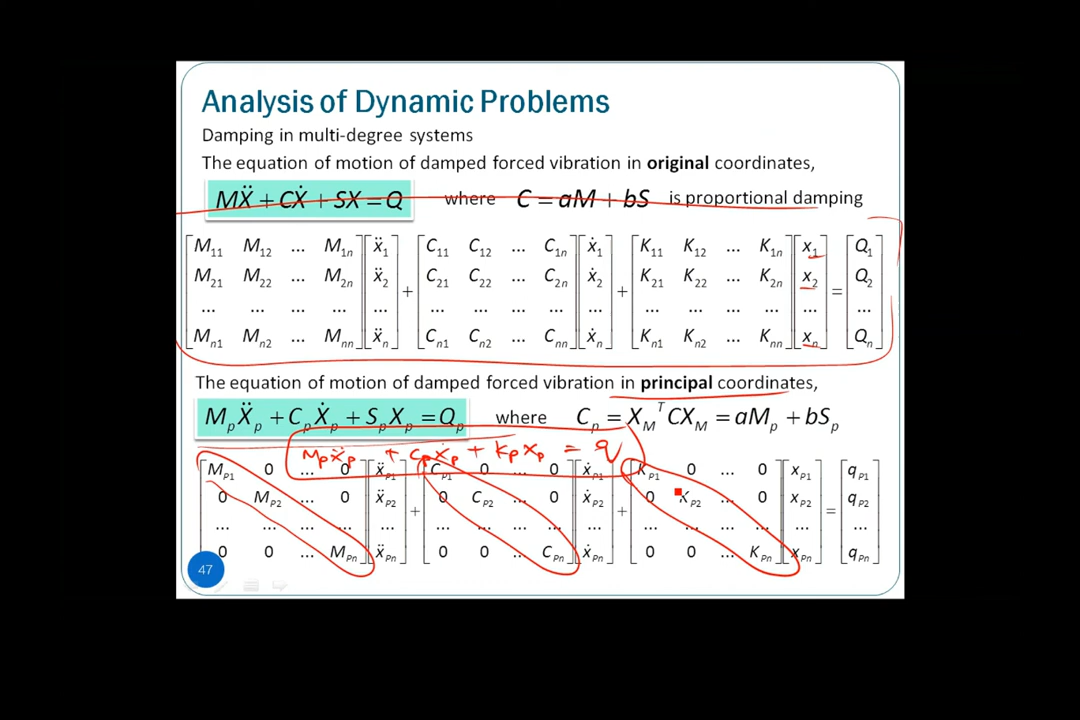 Analysis of Dynamic Problems
Damping in multi-degree systems
The equation of motion of damped forced vibration in original coordinates,
MẌ + CẊ + SX = Q where C = aM + bS is proportional damping
M₁₁ M₁₂ ... M₁ₙ ẍ₁ C₁₁ C₁₂ ... C₁ₙ ẋ₁ K₁₁ K₁₂ ... K₁ₙ x₁ Q₁
M₂₁ M₂₂ ... M₂ₙ ẍ₂ + C₂₁ C₂₂ ... C₂ₙ ẋ₂ + K₂₁ K₂₂ ... K₂ₙ x₂ = Q₂
... ... ... ... ... ... ... ... ... ... ... ... ... ... ... ...
Mₙ₁ Mₙ₂ ... Mₙₙ ẍₙ Cₙ₁ Cₙ₂ ... Cₙₙ ẋₙ Kₙ₁ Kₙ₂ ... Kₙₙ xₙ Qₙ
The equation of motion of damped forced vibration in principal coordinates,
MₚẌₚ + CₚẊₚ + SₚXₚ = Qₚ where Cₚ = X_MᵀCX_M = aMₚ + bSₚ
mₚẍₚ + cₚẋₚ + kₚxₚ = q
Mₚ₁ 0 ... 0 ẍₚ₁ Cₚ₁ 0 ... 0 ẋₚ₁ Kₚ₁ 0 ... 0 xₚ₁ qₚ₁
0 Mₚ₂ ... 0 ẍₚ₂ + 0 Cₚ₂ ... 0 ẋₚ₂ + 0 Kₚ₂ ... 0 xₚ₂ = qₚ₂
... ... ... ... ... ... ... ... ... ... ... ... ... ... ... ...
0 0 ... Mₚₙ ẍₚₙ 0 0 ... Cₚₙ ẋₚₙ 0 0 ... Kₚₙ xₚₙ qₚₙ
47